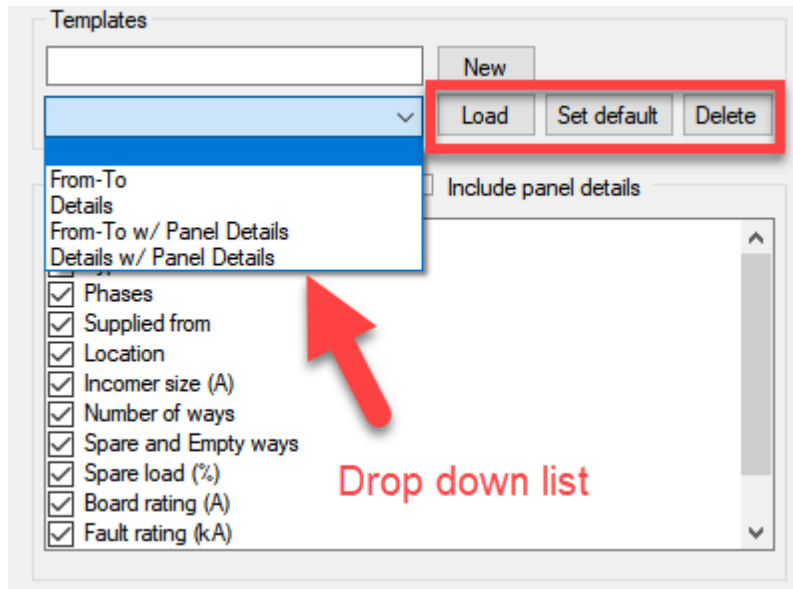 Templates
New
Load Set default Delete
From-To
Include panel details
Details
From-To w/ Panel Details
Details w/ Panel Details
Phases
Supplied from
Location
Incomer size (A)
Number of ways
Spare and Empty ways
Spare load (%)
Drop down list
Board rating (A)
Fault rating (kA)